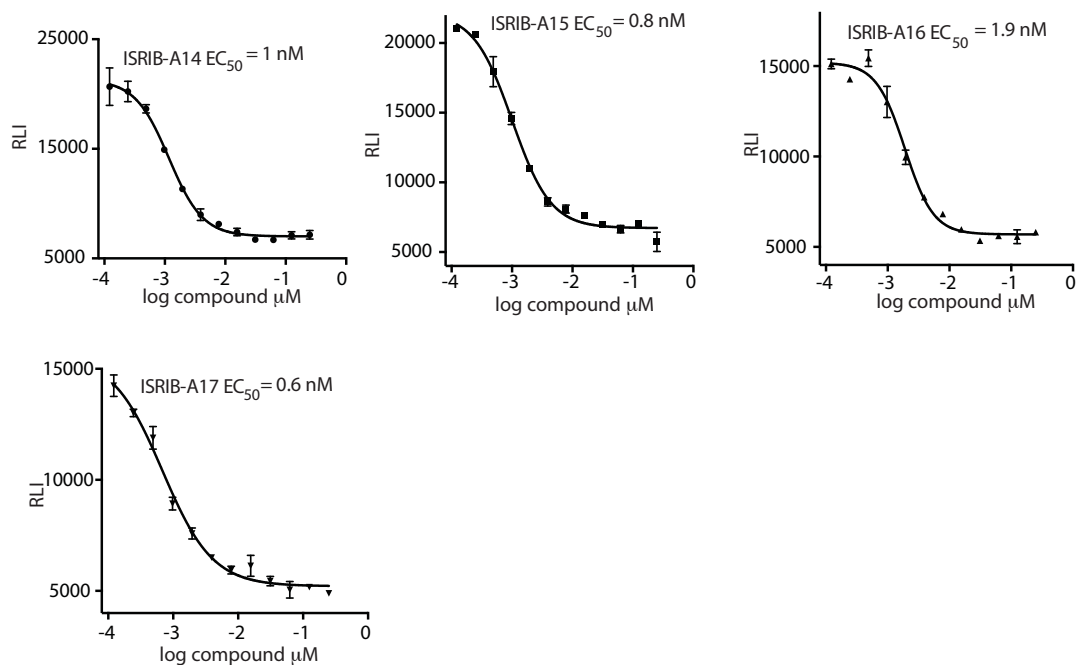 ISRIB-A14 EC50 = 1 nM
25000
15000
5000
RLI
-4 -3 -2 -1 0
log compound μM
ISRIB-A15 EC50 = 0.8 nM
20000
15000
10000
5000
RLI
-4 -3 -2 -1 0
log compound μM
ISRIB-A16 EC50 = 1.9 nM
15000
10000
5000
RLI
-4 -3 -2 -1 0
log compound μM
ISRIB-A17 EC50 = 0.6 nM
15000
10000
5000
RLI
-4 -3 -2 -1 0
log compound μM